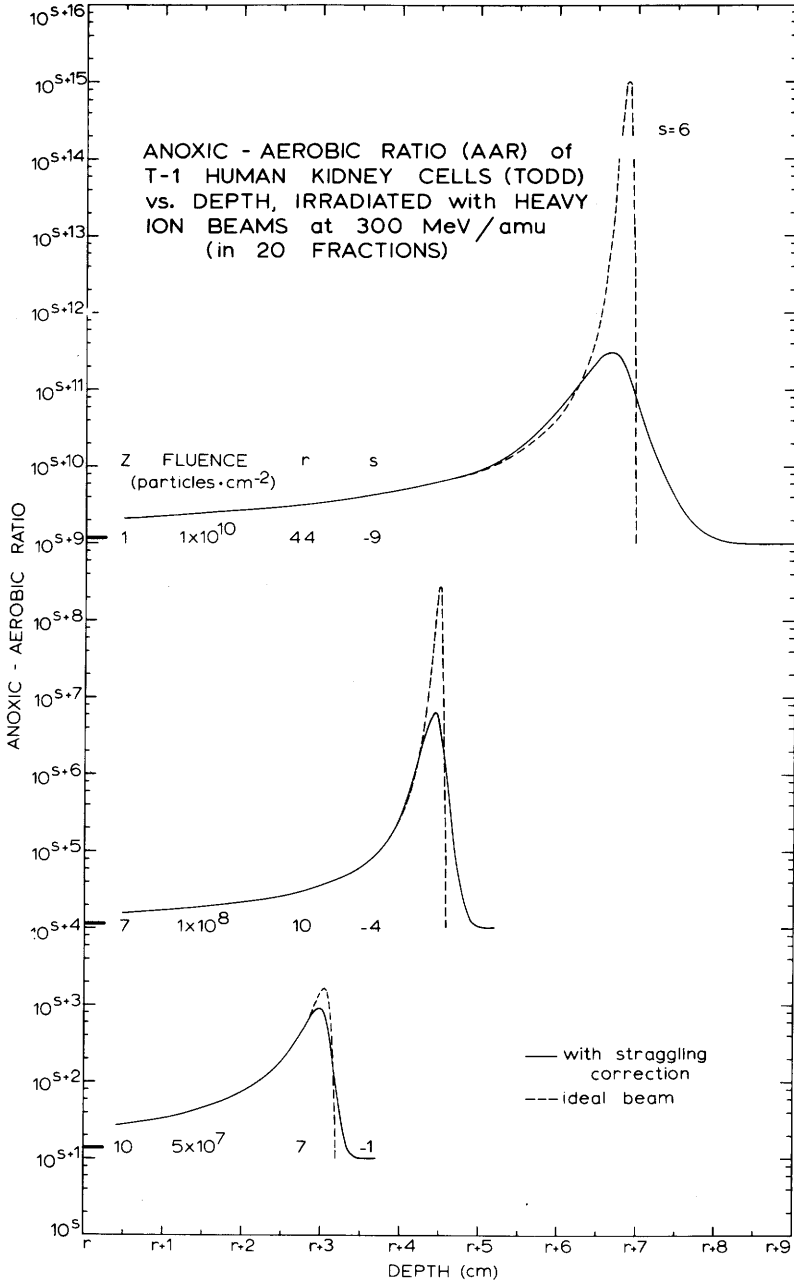 10^S+16
10^S+15
S=6
ANOXIC - AEROBIC RATIO (AAR) of
T-1 HUMAN KIDNEY CELLS (TODD)
vs. DEPTH, IRRADIATED with HEAVY
ION BEAMS at 300 MeV/amu
(in 20 FRACTIONS)
10^S+14
10^S+13
10^S+12
10^S+11
10^S+10
Z FLUENCE r s
(particles·cm^-2)
10^S+9
1 1x10^10 44 -9
10^S+8
10^S+7
10^S+6
10^S+5
10^S+4
7 1x10^8 10 -4
10^S+3
10^S+2
10^S+1
10 5x10^7 7 -1
10^S
ANOXIC - AEROBIC RATIO
with straggling
correction
ideal beam
r r+1 r+2 r+3 r+4 r+5 r+6 r+7 r+8 r+9
DEPTH (cm)